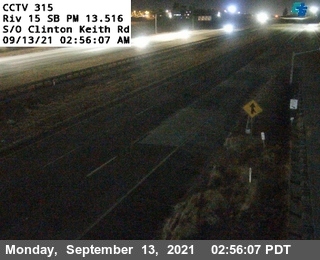 CCTV 315
Riv 15 SB PM 13.516
S/O Clinton Keith Rd
09/13/21 02:56:07 AM
Monday, September 13, 2021 02:56:07 PDT